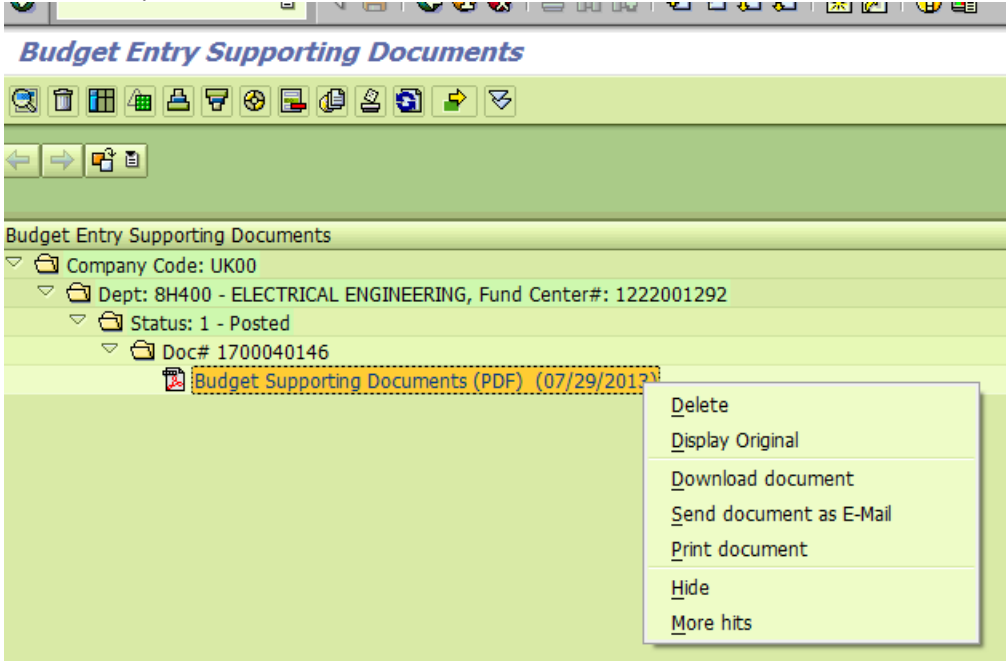 Budget Entry Supporting Documents
Budget Entry Supporting Documents
Company Code: UK00
Dept: 8H400 - ELECTRICAL ENGINEERING, Fund Center#: 1222001292
Status: 1 - Posted
Doc# 1700040146
Budget Supporting Documents (PDF) (07/29/2013)
Delete
Display Original
Download document
Send document as E-Mail
Print document
Hide
More hits